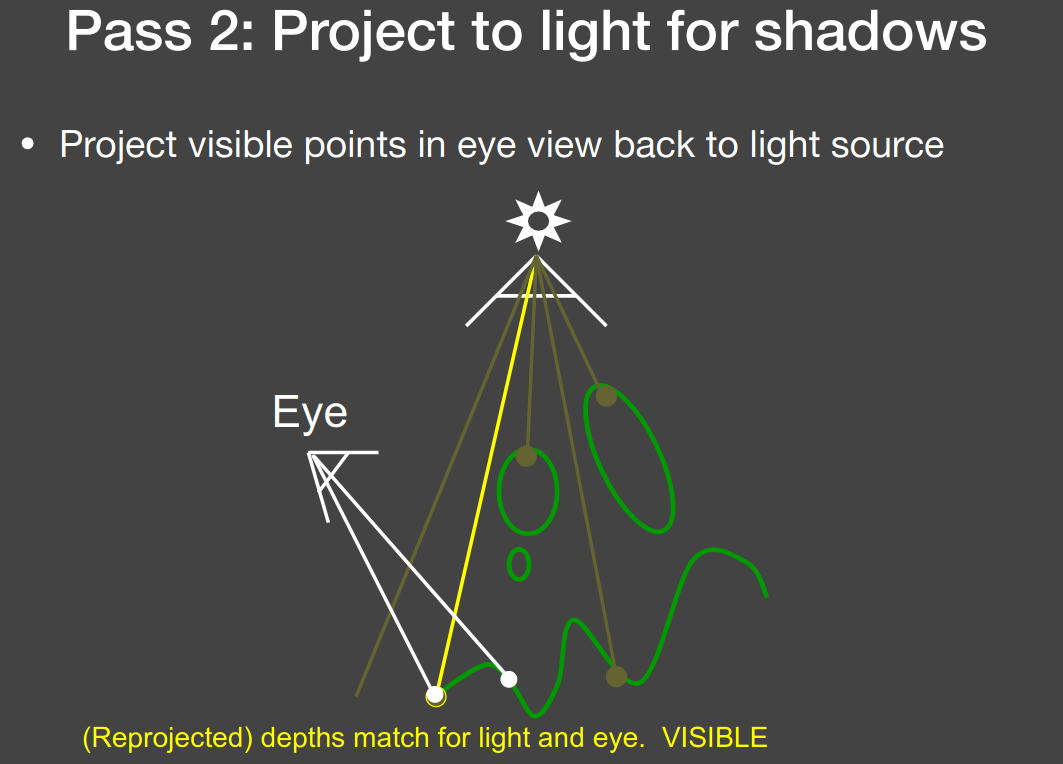 Pass 2: Project to light for shadows
• Project visible points in eye view back to light source
Eye
(Reprojected) depths match for light and eye.  VISIBLE